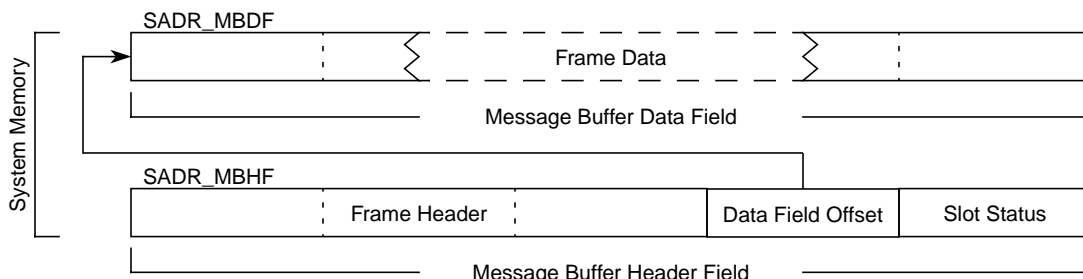 SADR_MBDF
Frame Data
Message Buffer Data Field
System Memory
SADR_MBHF
Frame Header
Data Field Offset
Slot Status
Message Buffer Header Field